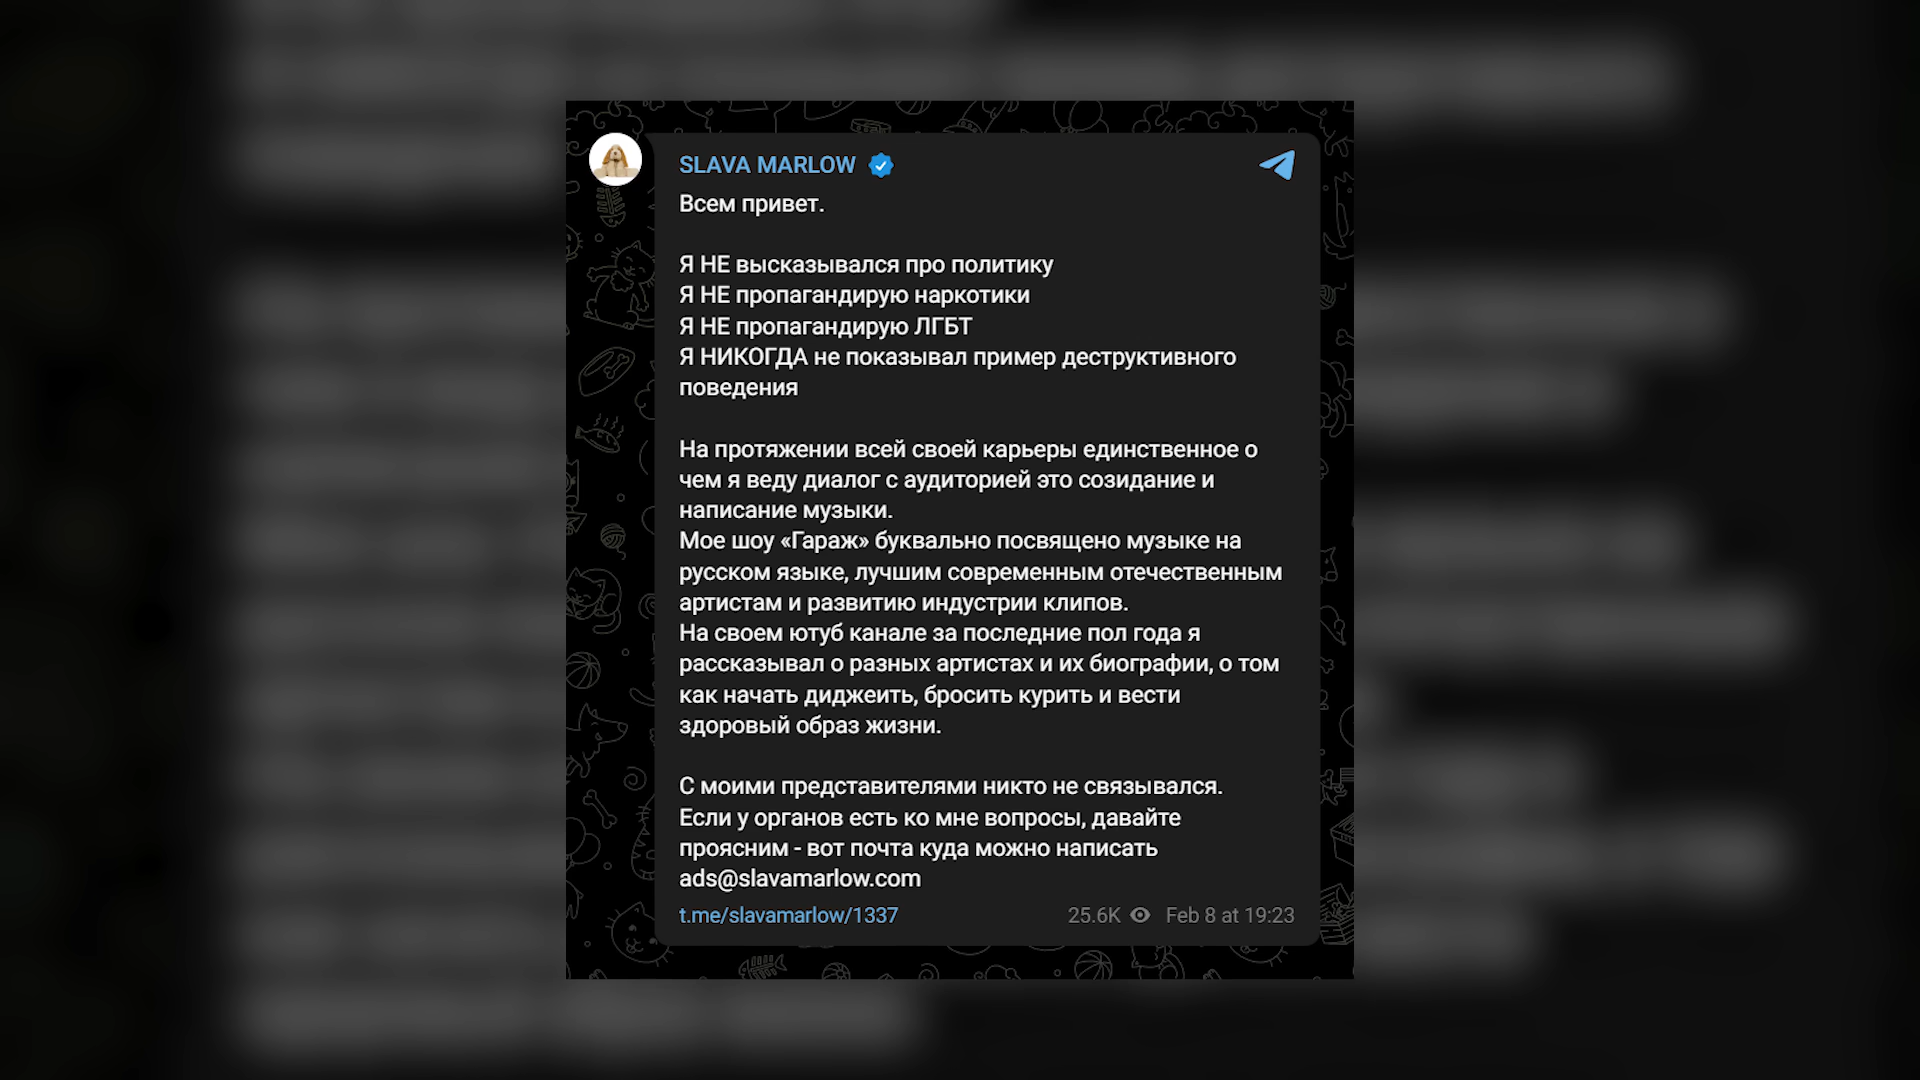 SLAVA MARLOW
Всем привет.
Я НЕ высказывался про политику
Я НЕ пропагандирую наркотики
Я НЕ пропагандирую ЛГБТ
Я НИКОГДА не показывал пример деструктивного
поведения
На протяжении всей своей карьеры единственное о
чем я веду диалог с аудиторией это созидание и
написание музыки.
Мое шоу «Гараж» буквально посвящено музыке на
русском языке, лучшим современным отечественным
артистам и развитию индустрии клипов.
На своем ютуб канале за последние пол года я
рассказывал о разных артистах и их биографии, о том
как начать диджеить, бросить курить и вести
здоровый образ жизни.
С моими представителями никто не связывался.
Если у органов есть ко мне вопросы, давайте
проясним - вот почта куда можно написать
ads@slavamarlow.com
t.me/slavamarlow/1337 25.6K Feb 8 at 19:23